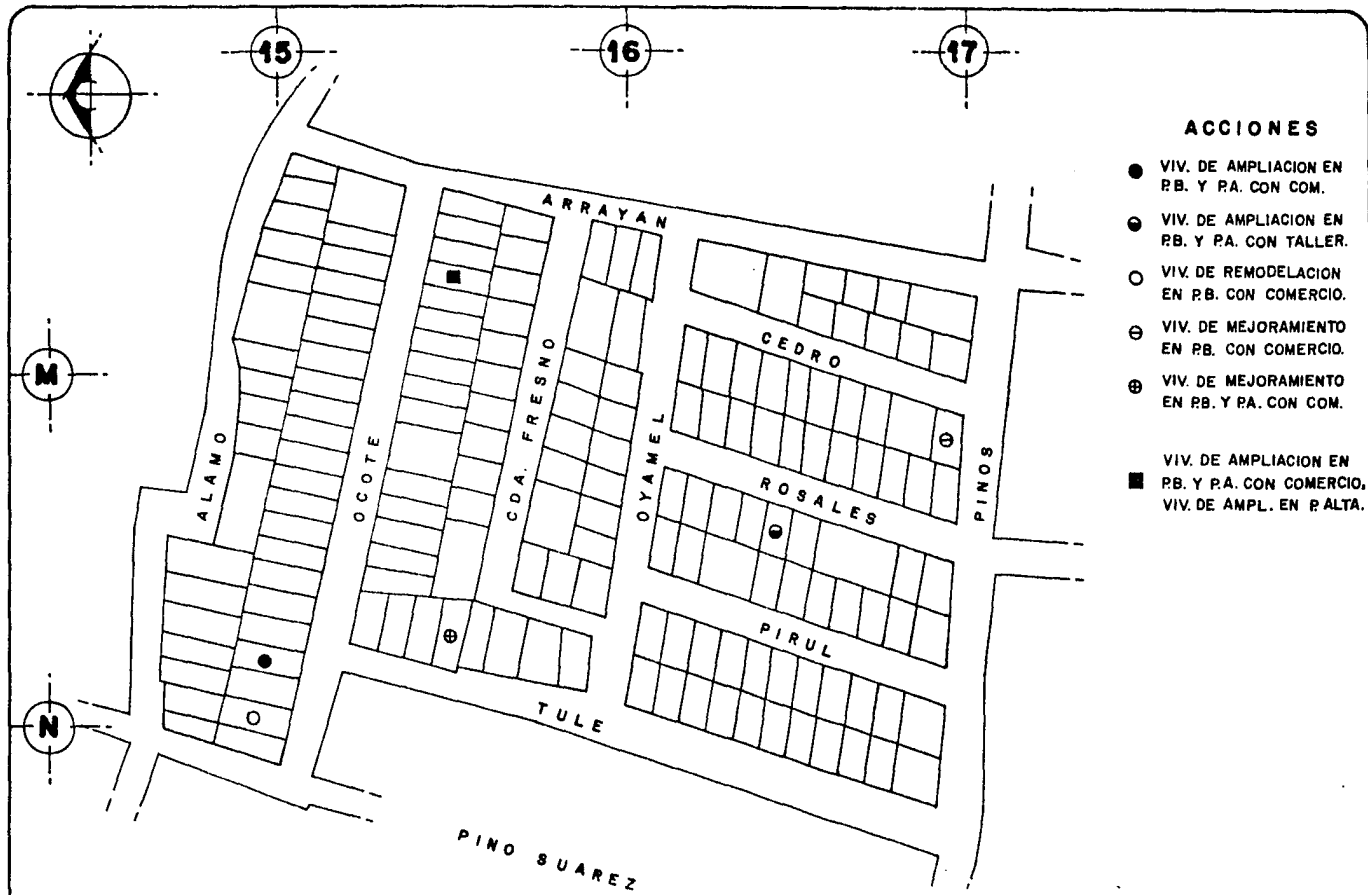 15
16
17
M
N
ACCIONES
VIV. DE AMPLIACION EN
P.B. Y P.A. CON COM.
VIV. DE AMPLIACION EN
P.B. Y P.A. CON TALLER.
VIV. DE REMODELACION
EN P.B. CON COMERCIO.
VIV. DE MEJORAMIENTO
EN P.B. CON COMERCIO.
VIV. DE MEJORAMIENTO
EN P.B. Y P.A. CON COM.
VIV. DE AMPLIACION EN
P.B. Y P.A. CON COMERCIO,
VIV. DE AMPL. EN P. ALTA.
ARRAYAN
CEDRO
ALAMO
OCOTE
CDA. FRESNO
OYAMEL
ROSALES
PINOS
PIRUL
TULE
PINO SUAREZ